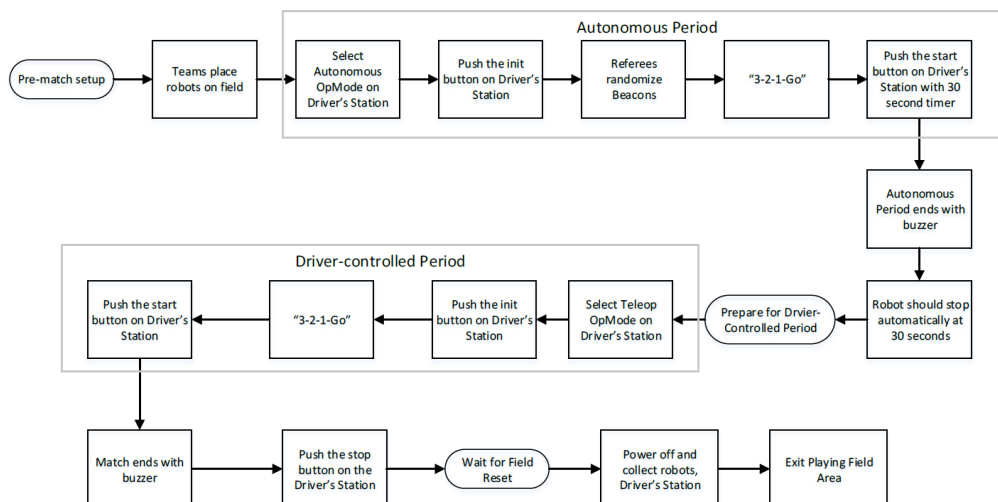 Autonomous Period
Pre-match setup
Teams place
robots on field
Select
Autonomous
OpMode on
Driver's Station
Push the init
button on Driver's
Station
Referees
randomize
Beacons
"3-2-1-Go"
Push the start
button on Driver's
Station with 30
second timer
Autonomous
Period ends with
buzzer
Robot should stop
automatically at
30 seconds
Prepare for Drvier-
Controlled Period
Driver-controlled Period
Select Teleop
OpMode on
Driver's Station
Push the init
button on Driver's
Station
"3-2-1-Go"
Push the start
button on Driver's
Station
Match ends with
buzzer
Push the stop
button on the
Driver's Station
Wait for Field
Reset
Power off and
collect robots,
Driver's Station
Exit Playing Field
Area